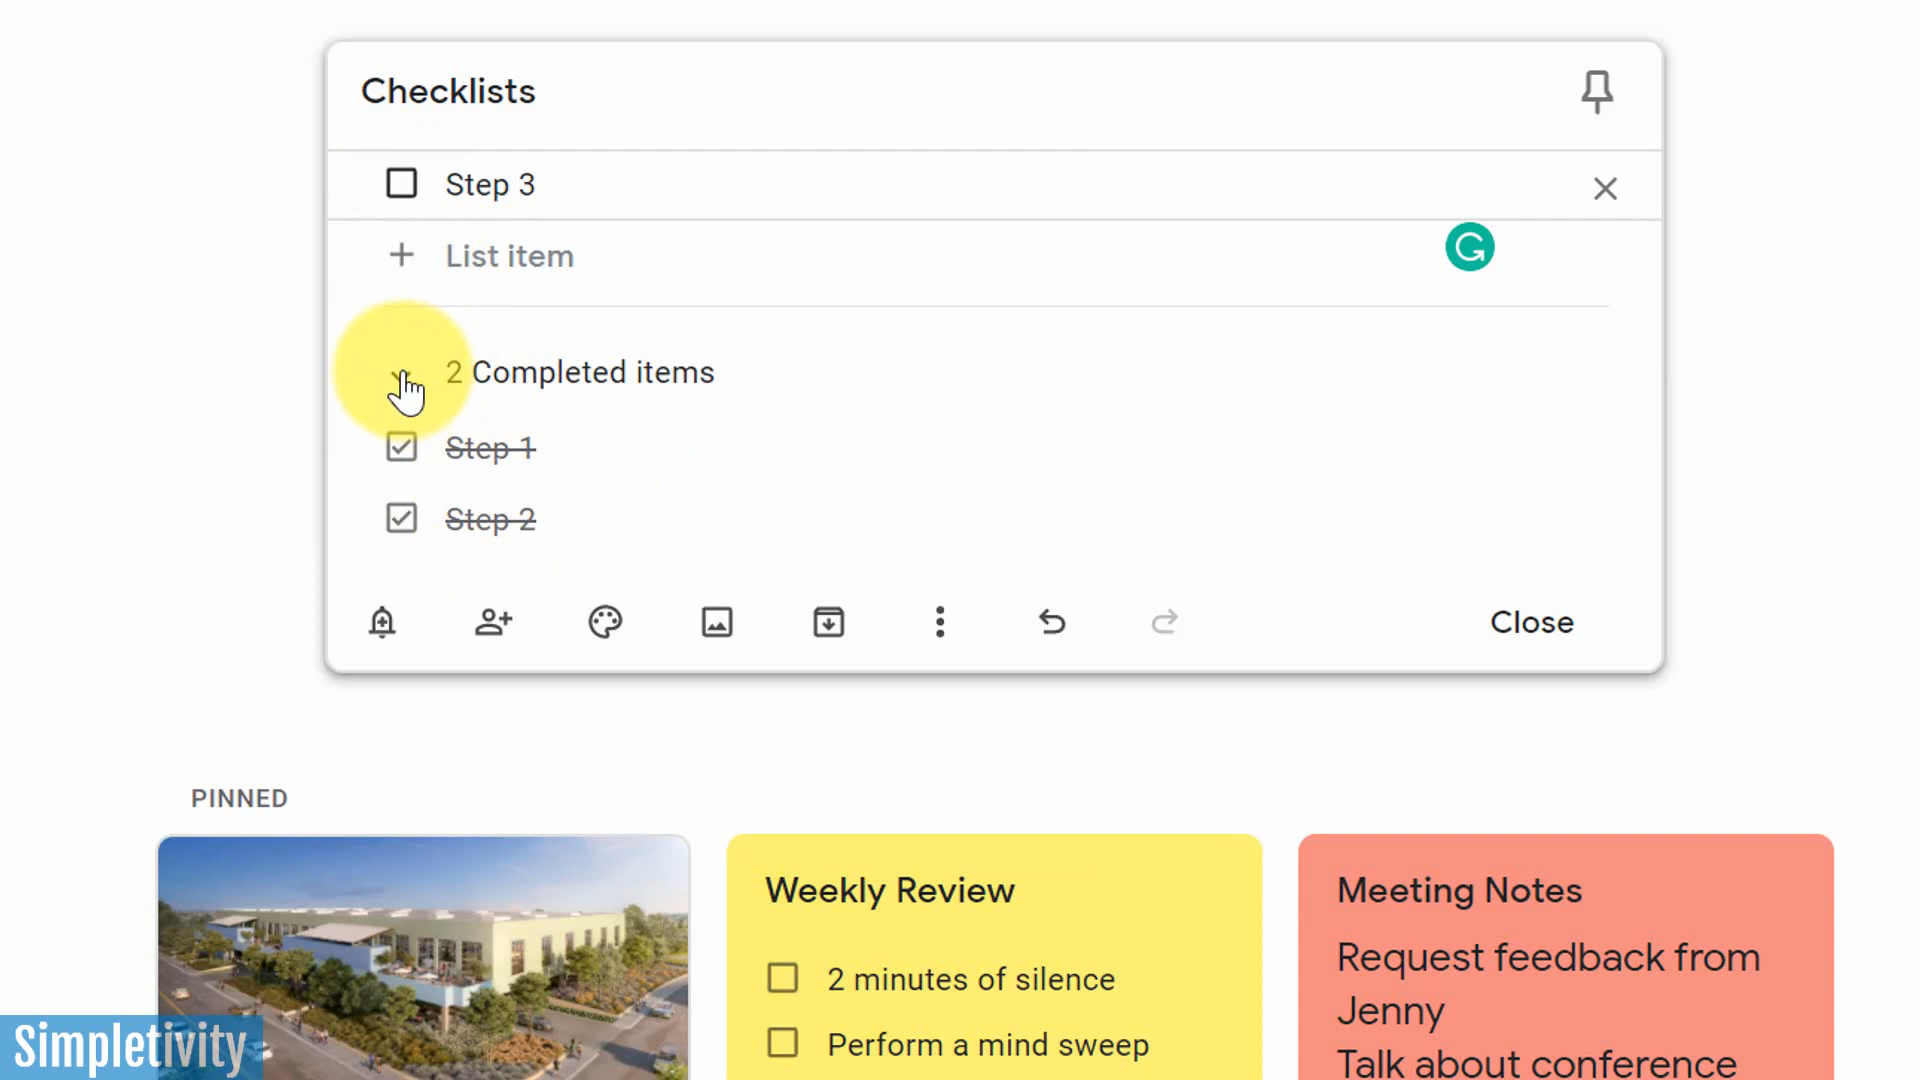 Checklists
Step 3
List item
2 Completed items
Step 1
Step 2
Close
PINNED
Weekly Review
2 minutes of silence
Perform a mind sweep
Meeting Notes
Request feedback from
Jenny
Talk about conference
Simpletivity